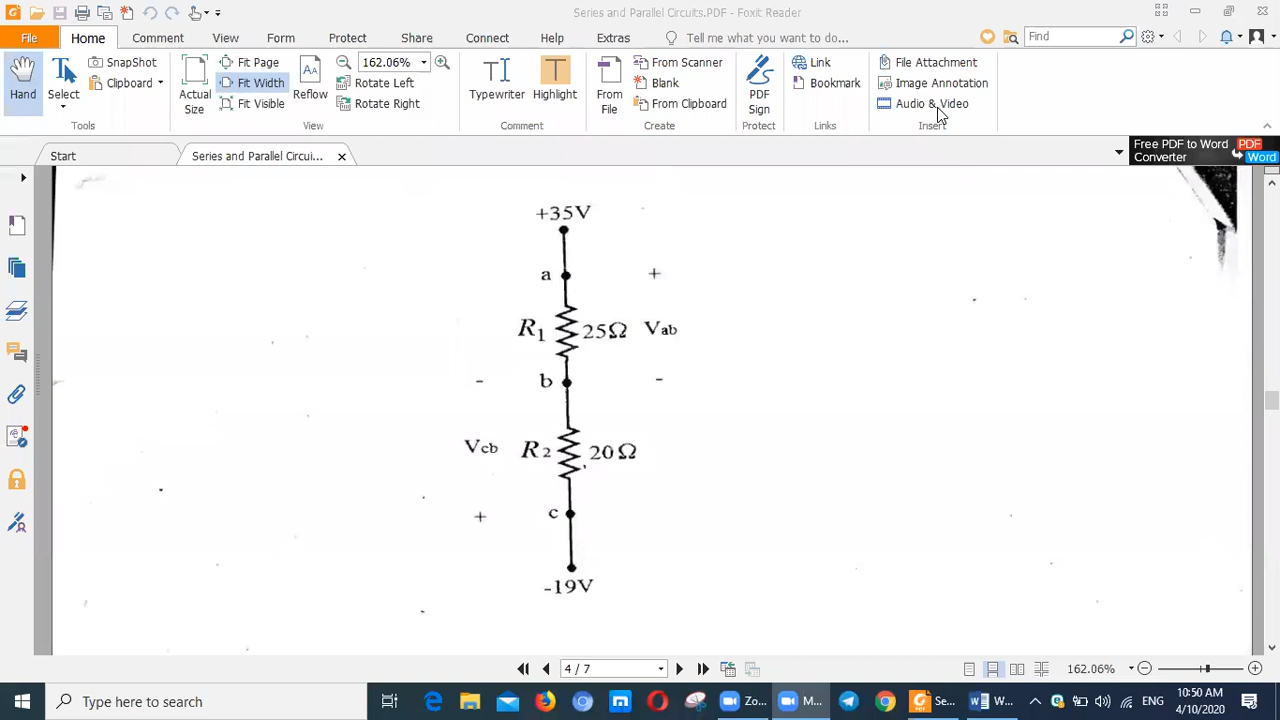 Series and Parallel Circuits.PDF - Foxit Reader
File Home Comment View Form Protect Share Connect Help Extras Tell me what you want to do... Find
Hand
Select
SnapShot
Clipboard
Tools
Actual Size
Fit Page
Fit Width
Fit Visible
Reflow
162.06%
Rotate Left
Rotate Right
View
Typewriter
Highlight
Comment
From File
From Scanner
Blank
From Clipboard
Create
PDF Sign
Protect
Link
Bookmark
Links
File Attachment
Image Annotation
Audio & Video
Insert
Start
Series and Parallel Circui...
Free PDF to Word Converter
PDF
Word
+35V
a +
R1 25Ω Vab
- b -
Vcb R2 20Ω
+ c
-19V
4 / 7
162.06%
Type here to search
Zo...
M...
Se...
W...
ENG
10:50 AM
4/10/2020